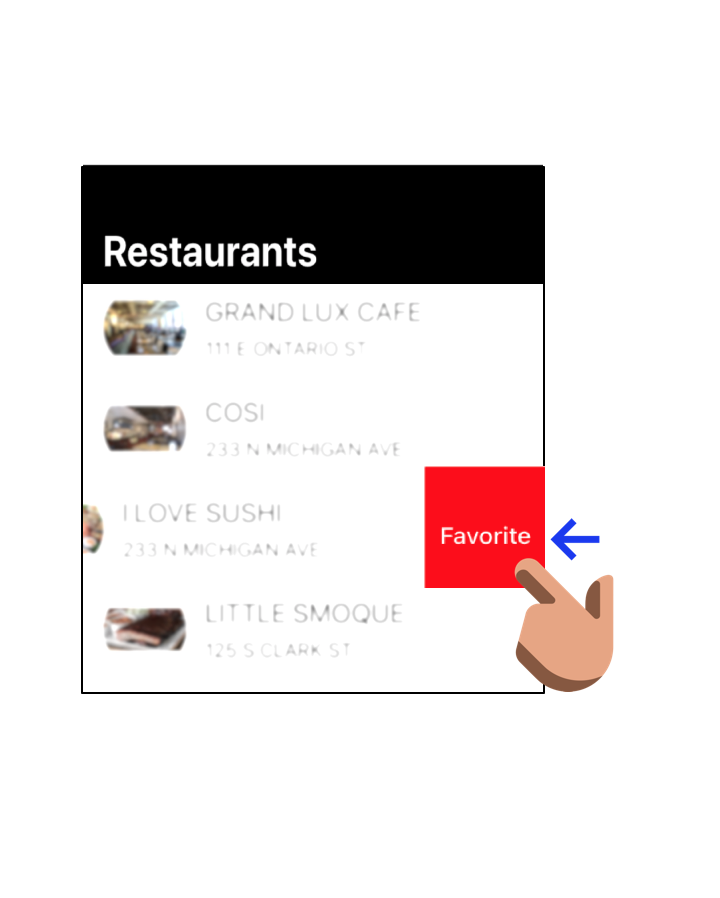 Restaurants
GRAND LUX CAFE
111 E ONTARIO ST
COSI
233 N MICHIGAN AVE
I LOVE SUSHI
233 N MICHIGAN AVE
Favorite
LITTLE SMOQUE
125 S CLARK ST